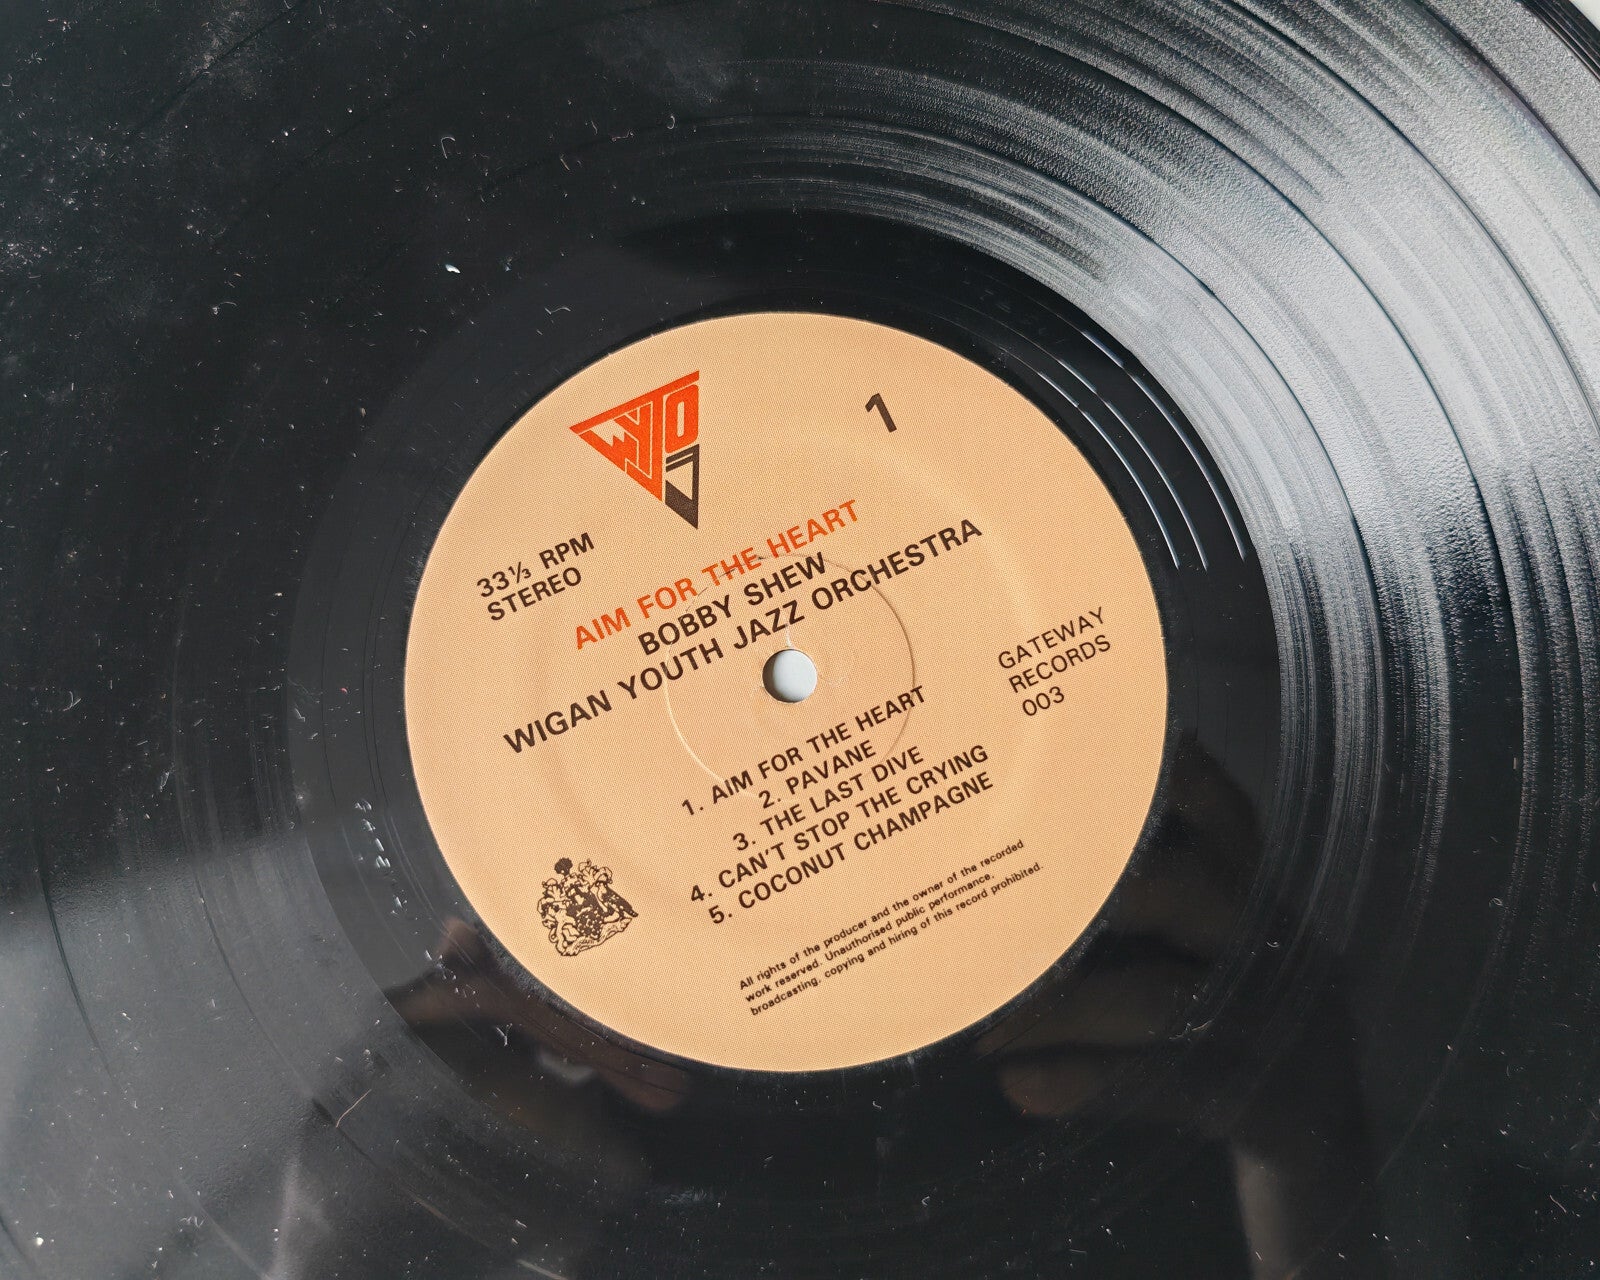 WYJO
1
33⅓ RPM
STEREO
AIM FOR THE HEART
BOBBY SHEW
WIGAN YOUTH JAZZ ORCHESTRA
GATEWAY
RECORDS
003
1. AIM FOR THE HEART
2. PAVANE
3. THE LAST DIVE
4. CAN'T STOP THE CRYING
5. COCONUT CHAMPAGNE
All rights of the producer and the owner of the recorded
work reserved. Unauthorised public performance,
broadcasting, copying and hiring of this record prohibited.